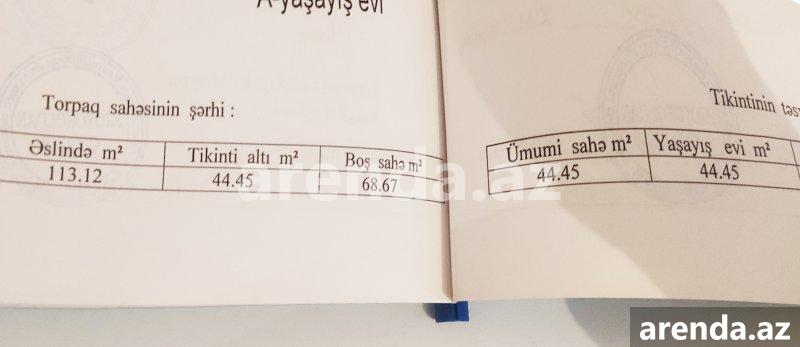 A-yaşayış evi
Torpaq sahəsinin şərhi :
Əslində m² Tikinti altı m² Boş sahə m²
113.12 44.45 68.67
Tikintinin
Ümumi sahə m² Yaşayış evi m²
44.45 44.45
arenda.az
arenda.az